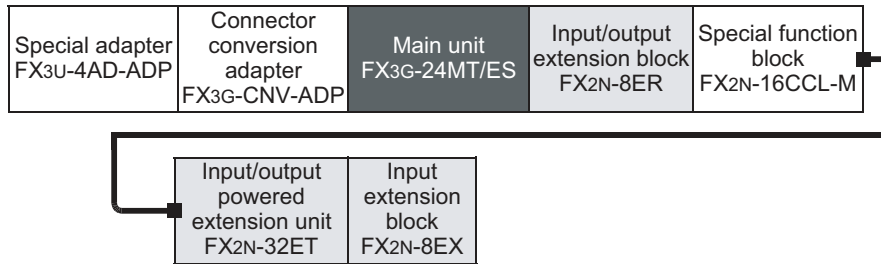 Special adapter
FX3U-4AD-ADP
Connector
conversion
adapter
FX3G-CNV-ADP
Main unit
FX3G-24MT/ES
Input/output
extension block
FX2N-8ER
Special function
block
FX2N-16CCL-M
Input/output
powered
extension unit
FX2N-32ET
Input
extension
block
FX2N-8EX